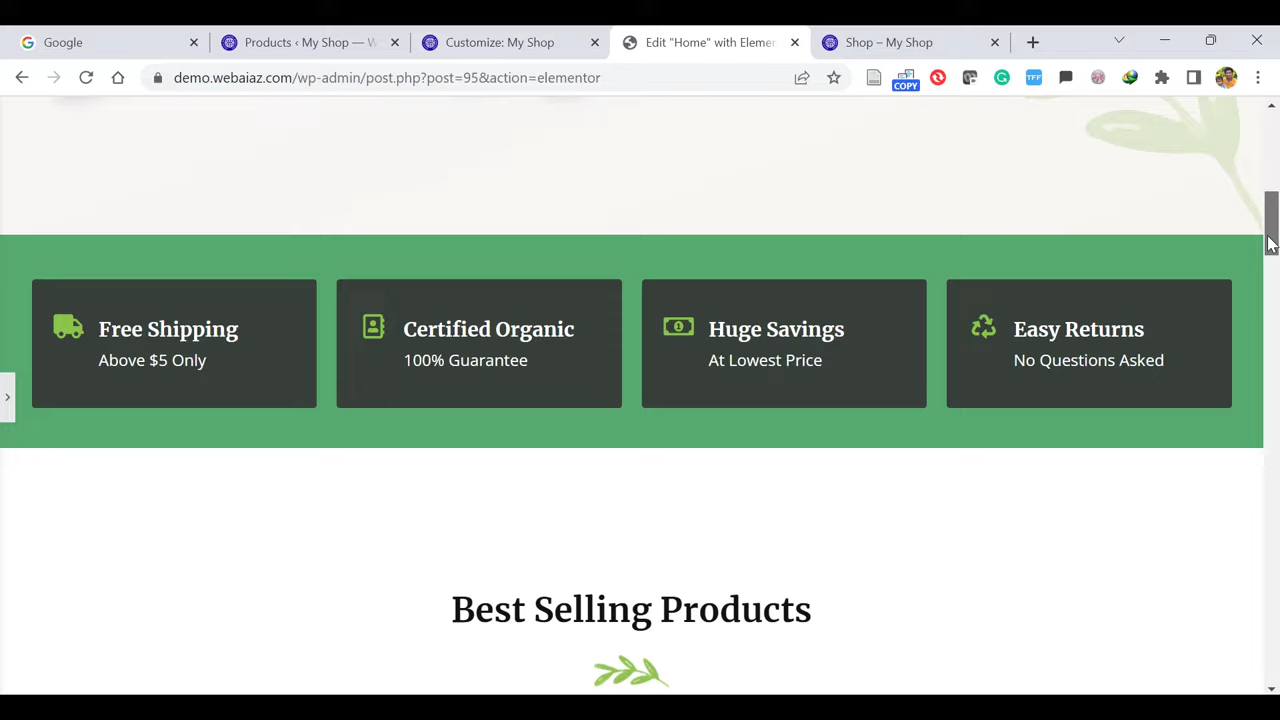 Google
Products ‹ My Shop — W
Customize: My Shop
Edit "Home" with Elemen
Shop – My Shop
demo.webaiaz.com/wp-admin/post.php?post=95&action=elementor
COPY
TFF
Free Shipping
Above $5 Only
Certified Organic
100% Guarantee
Huge Savings
At Lowest Price
Easy Returns
No Questions Asked
Best Selling Products